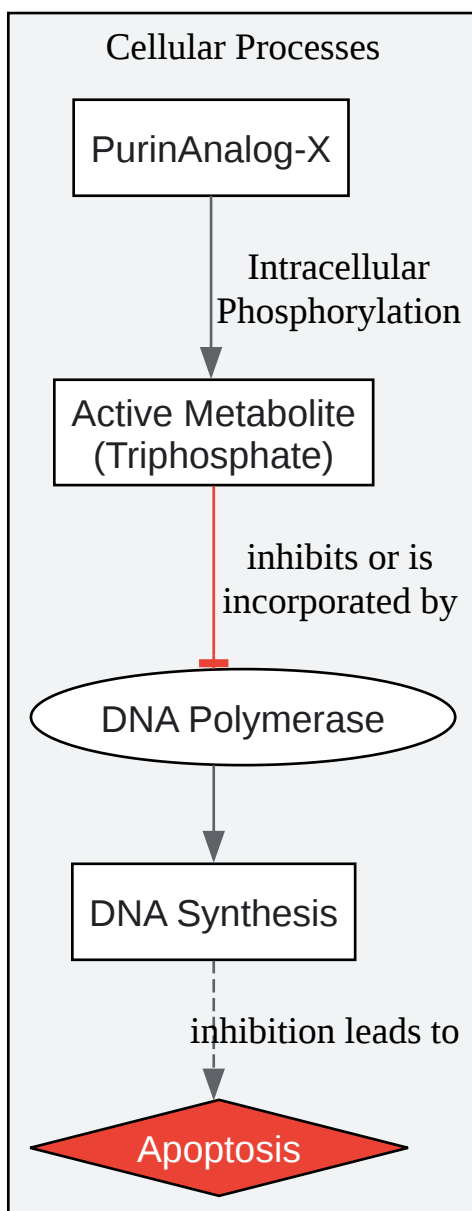 Cellular Processes
PurinAnalog-X
Intracellular
Phosphorylation
Active Metabolite
(Triphosphate)
inhibits or is
incorporated by
DNA Polymerase
DNA Synthesis
inhibition leads to
Apoptosis